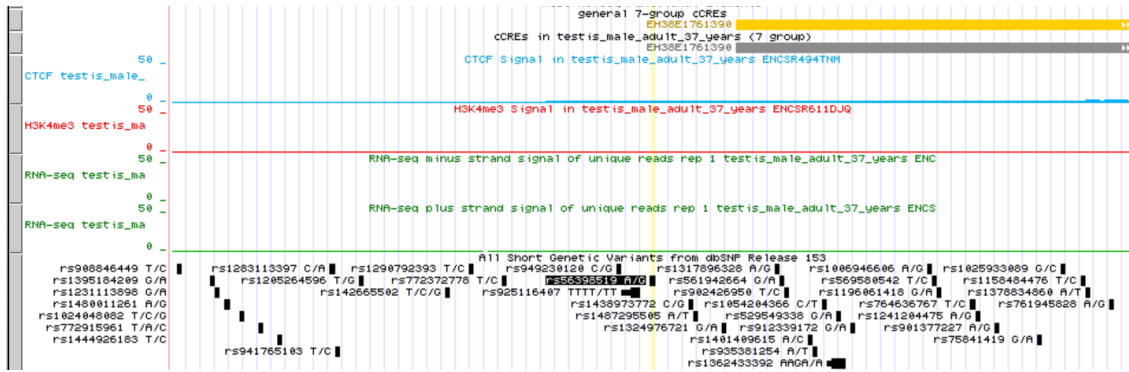 general 7-group cCREs
EH38E1761390
cCREs in testis_male_adult_37_years (7 group)
EH38E1761390
50 _ CTCF Signal in testis_male_adult_37_years ENCSR494TNM
CTCF testis_male_
0 _
50 _ H3K4me3 Signal in testis_male_adult_37_years ENCSR611DJQ
H3K4me3 testis_ma
0 _
50 _ RNA-seq minus strand signal of unique reads rep 1 testis_male_adult_37_years ENC
RNA-seq testis_ma
0 _
50 _ RNA-seq plus strand signal of unique reads rep 1 testis_male_adult_37_years ENCS
RNA-seq testis_ma
0 _
All Short Genetic Variants from dbSNP Release 153
rs908846449 T/C rs1283113397 C/A rs1290792393 T/C rs949230120 C/G rs1317896328 A/G rs1006946606 A/G rs1025933089 G/C
rs1395184209 G/A rs1205264596 T/G rs772372778 T/C rs56398519 A/G rs561942664 G/A rs569580542 T/C rs1158484476 T/C
rs1231113898 G/A rs142665502 T/C/G rs925116407 TTTT/TT rs902426950 T/C rs1196061418 G/A rs1378834860 A/T
rs1480011261 A/G rs1438973772 C/G rs1054204366 C/T rs764636767 T/C rs761945828 A/G
rs1024048082 T/C/G rs1487295505 A/T rs529549338 G/A rs1241204475 A/G
rs772915961 T/A/C rs1324976721 G/A rs912339172 G/A rs901377227 A/G
rs1444926183 T/C rs1401409615 A/C rs75841419 G/A
rs941765103 T/C rs935381254 A/T
rs1362433392 AAGA/A